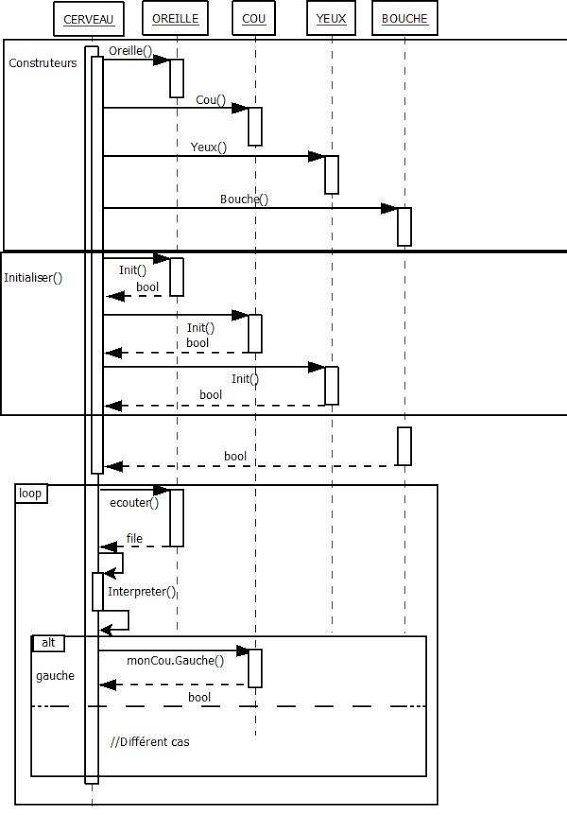 CERVEAU
OREILLE
COU
YEUX
BOUCHE
Oreille()
Construteurs
Cou()
Yeux()
Bouche()
Init()
Initialiser()
bool
Init()
bool
Init()
bool
bool
loop
ecouter()
file
Interpreter()
alt
monCou.Gauche()
gauche
bool
//Différent cas